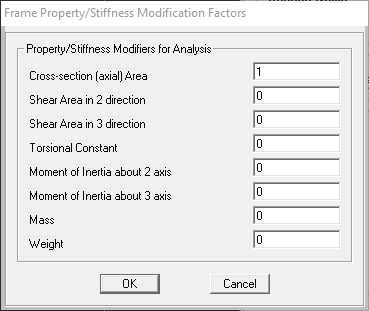 Frame Property/Stiffness Modification Factors
Property/Stiffness Modifiers for Analysis
Cross-section (axial) Area 1
Shear Area in 2 direction 0
Shear Area in 3 direction 0
Torsional Constant 0
Moment of Inertia about 2 axis 0
Moment of Inertia about 3 axis 0
Mass 0
Weight 0
OK Cancel